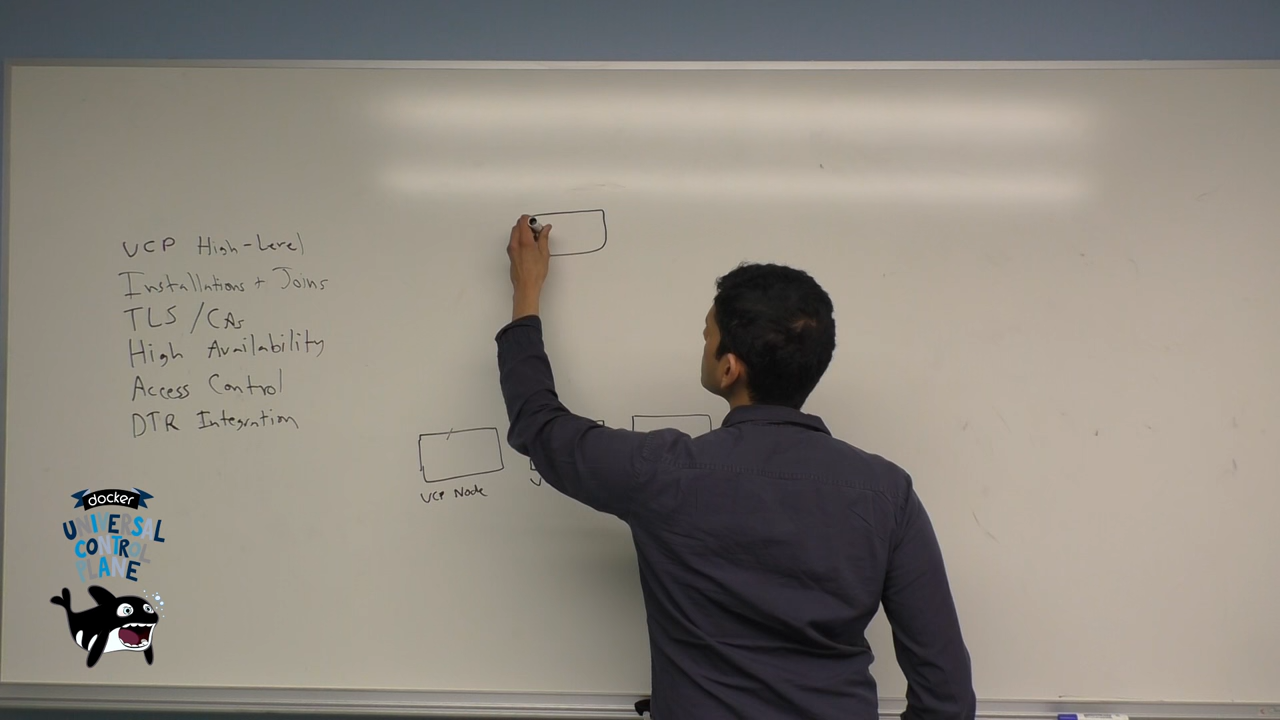 UCP High-Level
Installations + Joins
TLS / CAs
High Availability
Access Control
DTR Integration
UCP Node
docker
UNIVERSAL
CONTROL
PLANE